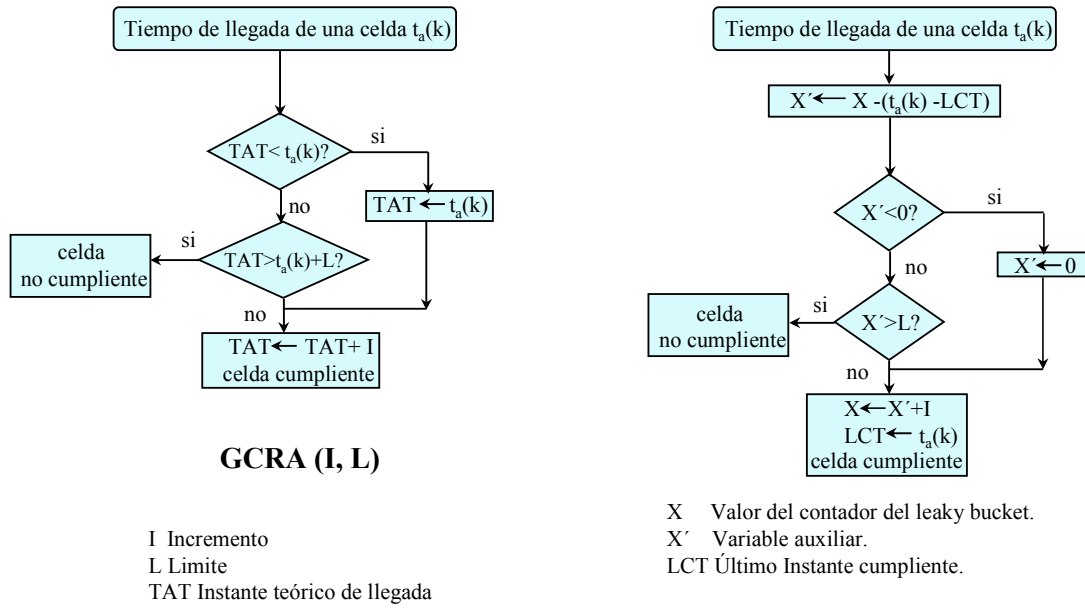 Tiempo de llegada de una celda ta(k)
TAT< ta(k)?
si
TAT ← ta(k)
no
TAT>ta(k)+L?
si
celda
no cumpliente
no
TAT ← TAT+ I
celda cumpliente
GCRA (I, L)
I Incremento
L Limite
TAT Instante teórico de llegada
Tiempo de llegada de una celda ta(k)
X´ ← X -(ta(k) -LCT)
X´<0?
si
X´ ← 0
no
X´>L?
si
celda
no cumpliente
no
X ← X´+I
LCT ← ta(k)
celda cumpliente
X Valor del contador del leaky bucket.
X´ Variable auxiliar.
LCT Último Instante cumpliente.